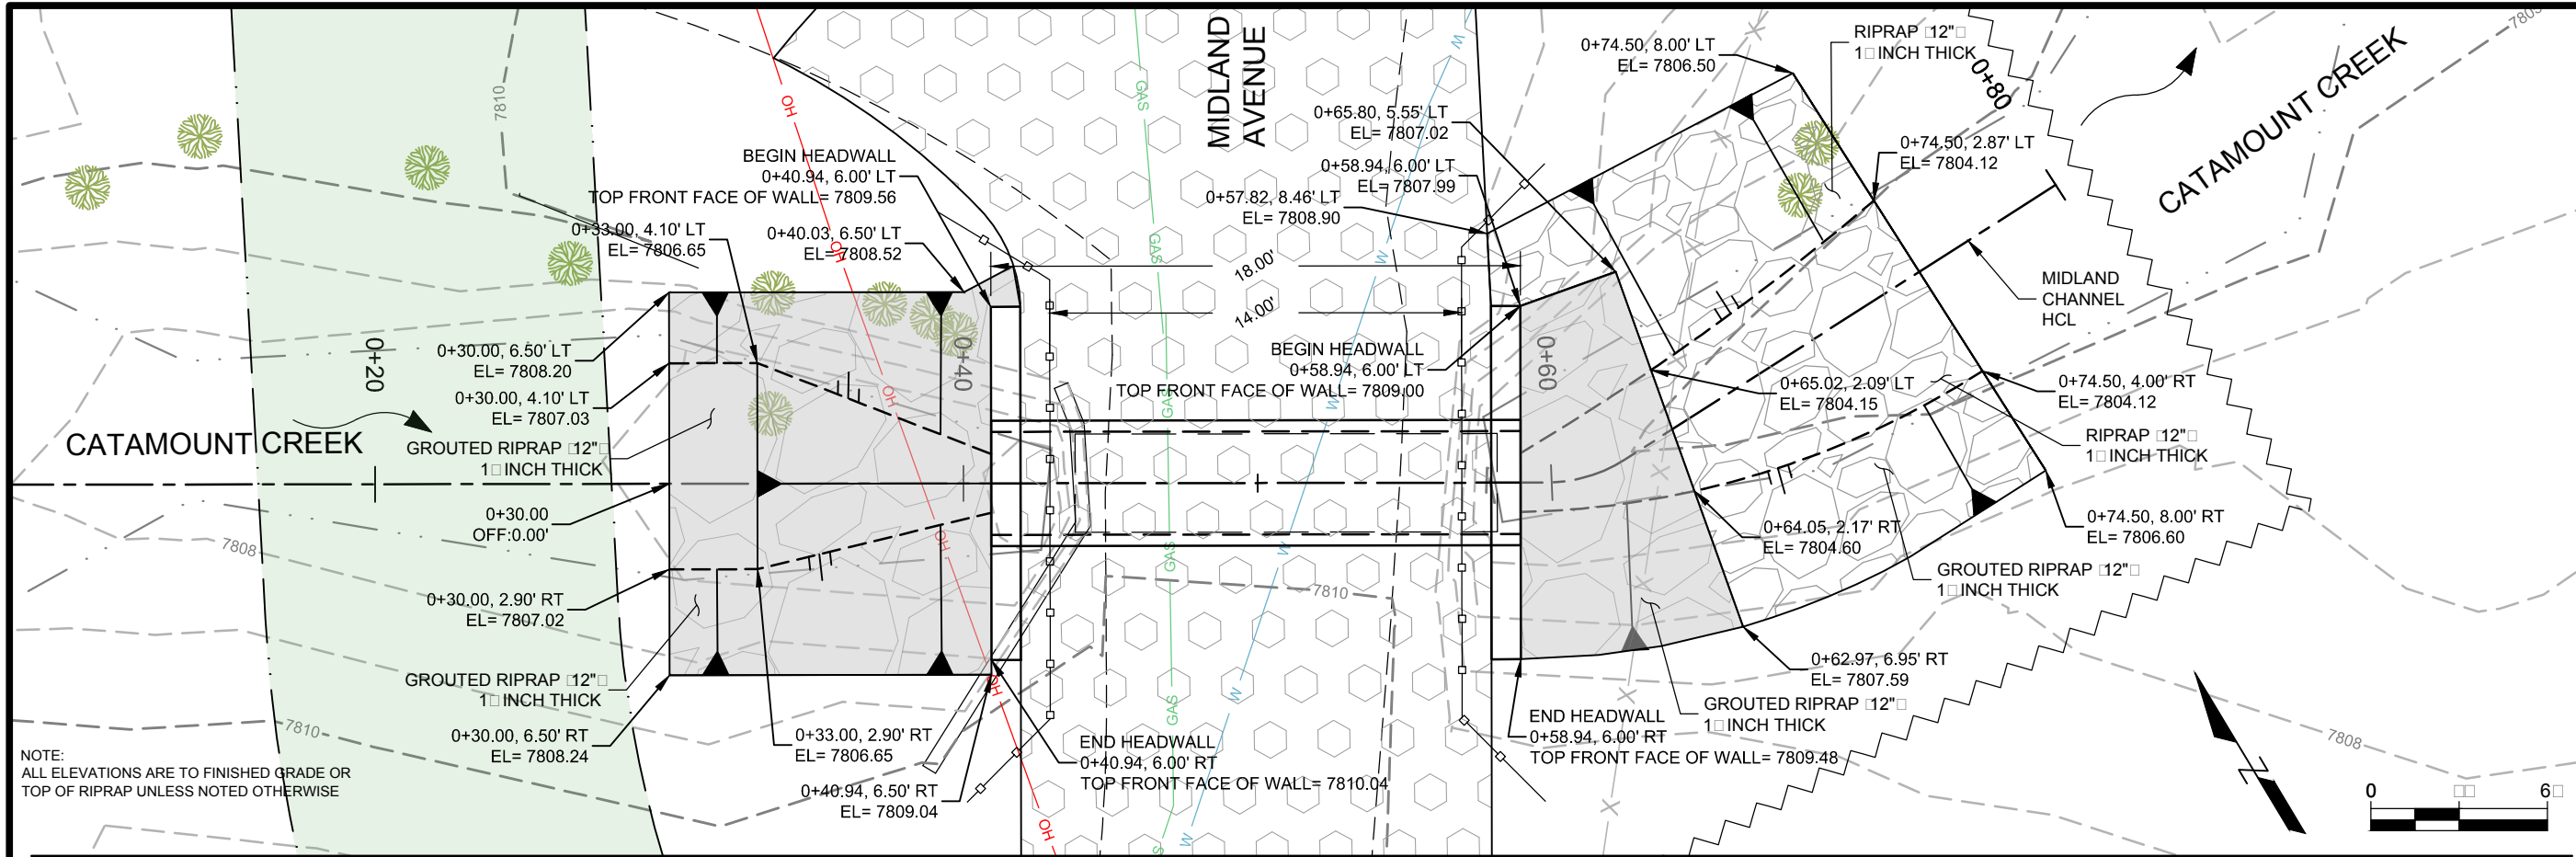 MIDLAND
AVENUE
CATAMOUNT CREEK
RIPRAP □12"□
1□ INCH THICK
0+74.50, 8.00' LT
EL= 7806.50
0+80
7809
7810
0+65.80, 5.55' LT
EL= 7807.02
0+74.50, 2.87' LT
EL= 7804.12
BEGIN HEADWALL
0+40.94, 6.00' LT
TOP FRONT FACE OF WALL= 7809.56
0+58.94, 6.00' LT
EL= 7807.99
0+57.82, 8.46' LT
EL= 7808.90
0+33.00, 4.10' LT
EL= 7806.65
0+40.03, 6.50' LT
EL= 7808.52
18.00'
14.00'
MIDLAND
CHANNEL
HCL
0+20
0+40
0+60
0+30.00, 6.50' LT
EL= 7808.20
BEGIN HEADWALL
0+58.94, 6.00' LT
TOP FRONT FACE OF WALL= 7809.00
0+65.02, 2.09' LT
EL= 7804.15
0+74.50, 4.00' RT
EL= 7804.12
0+30.00, 4.10' LT
EL= 7807.03
CATAMOUNT CREEK
GROUTED RIPRAP □12"□
1□ INCH THICK
RIPRAP □12"□
1□ INCH THICK
0+30.00
OFF:0.00'
0+64.05, 2.17' RT
EL= 7804.60
0+74.50, 8.00' RT
EL= 7806.60
7808
GROUTED RIPRAP □12"□
1□ INCH THICK
0+30.00, 2.90' RT
EL= 7807.02
7810
0+62.97, 6.95' RT
EL= 7807.59
GROUTED RIPRAP □12"□
1□ INCH THICK
GROUTED RIPRAP □12"□
1□ INCH THICK
7810
0+30.00, 6.50' RT
EL= 7808.24
0+33.00, 2.90' RT
EL= 7806.65
END HEADWALL
0+40.94, 6.00' RT
TOP FRONT FACE OF WALL= 7810.04
END HEADWALL
0+58.94, 6.00' RT
TOP FRONT FACE OF WALL= 7809.48
7808
0+40.94, 6.50' RT
EL= 7809.04
NOTE:
ALL ELEVATIONS ARE TO FINISHED GRADE OR
TOP OF RIPRAP UNLESS NOTED OTHERWISE
OH
OH
OH
OH
OH
OH
GAS
GAS
GAS
GAS
GAS
S
W
W
W
W
W
W
X
X
X
X
X
X
N
0 □□ 6□